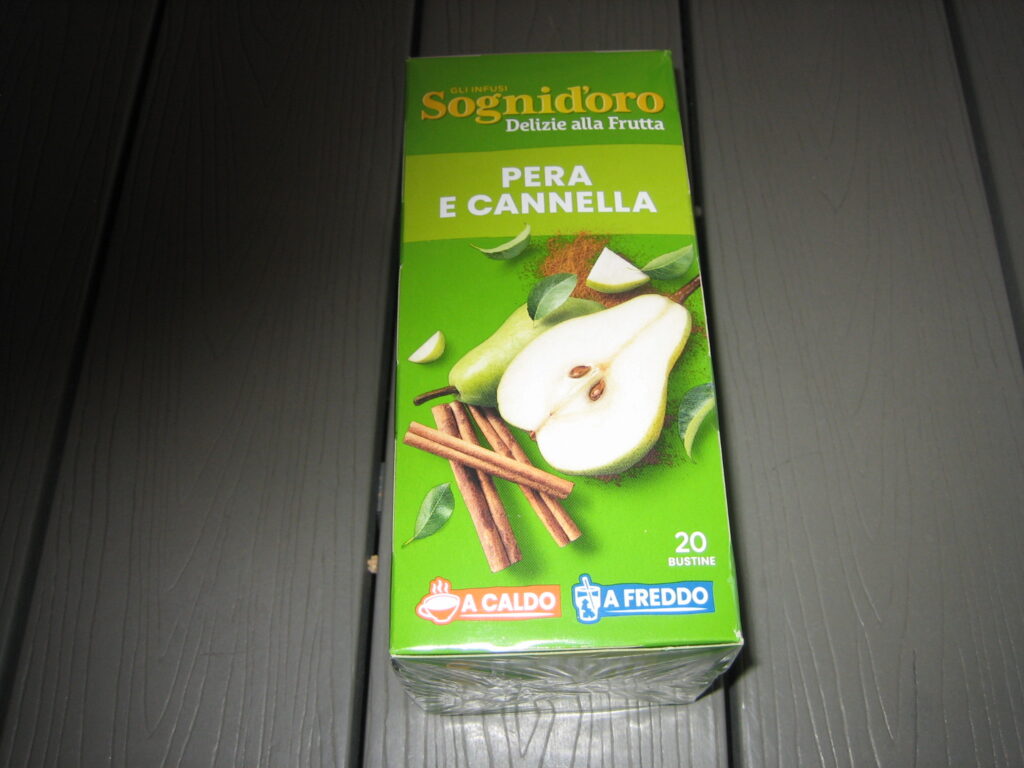 GLI INFUSI
Sognid'oro
Delizie alla Frutta
PERA
E CANNELLA
20
BUSTINE
A CALDO
A FREDDO